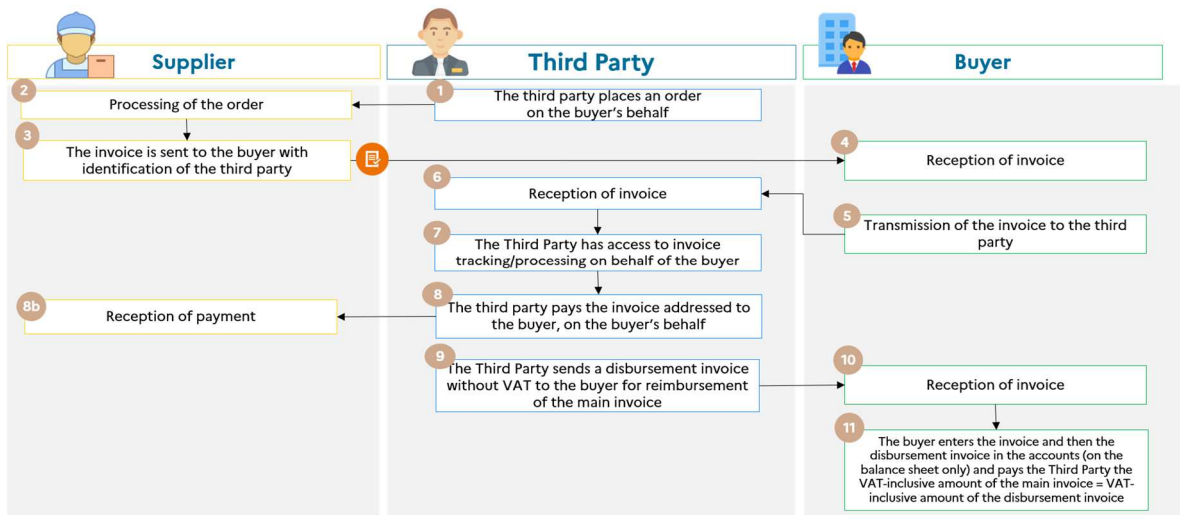 Supplier
Third Party
Buyer
2
Processing of the order
1
The third party places an order
on the buyer's behalf
3
The invoice is sent to the buyer with
identification of the third party
4
Reception of invoice
6
Reception of invoice
5
Transmission of the invoice to the third
party
7
The Third Party has access to invoice
tracking/processing on behalf of the buyer
8b
Reception of payment
8
The third party pays the invoice addressed to
the buyer, on the buyer's behalf
9
The Third Party sends a disbursement invoice
without VAT to the buyer for reimbursement
of the main invoice
10
Reception of invoice
11
The buyer enters the invoice and then the
disbursement invoice in the accounts (on the
balance sheet only) and pays the Third Party the
VAT-inclusive amount of the main invoice = VAT-
inclusive amount of the disbursement invoice